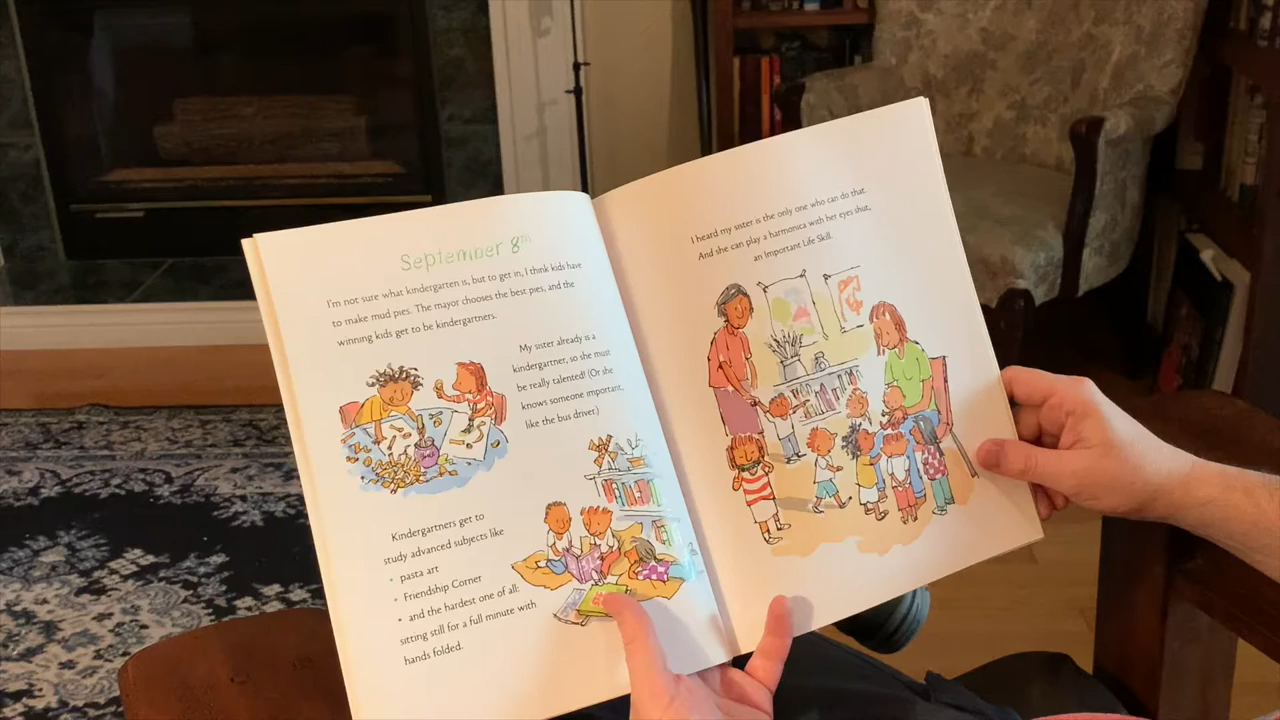 September 8th
I'm not sure what kindergarten is, but to get in, I think kids have
to make mud pies. The mayor chooses the best pies, and the
winning kids get to be kindergartners.
My sister already is a
kindergartner, so she must
be really talented! (Or she
knows someone important,
like the bus driver.)
Kindergartners get to
study advanced subjects like
• pasta art
• Friendship Corner
• and the hardest one of all:
sitting still for a full minute with
hands folded.
I heard my sister is the only one who can do that.
And she can play a harmonica with her eyes shut,
an Important Life Skill.